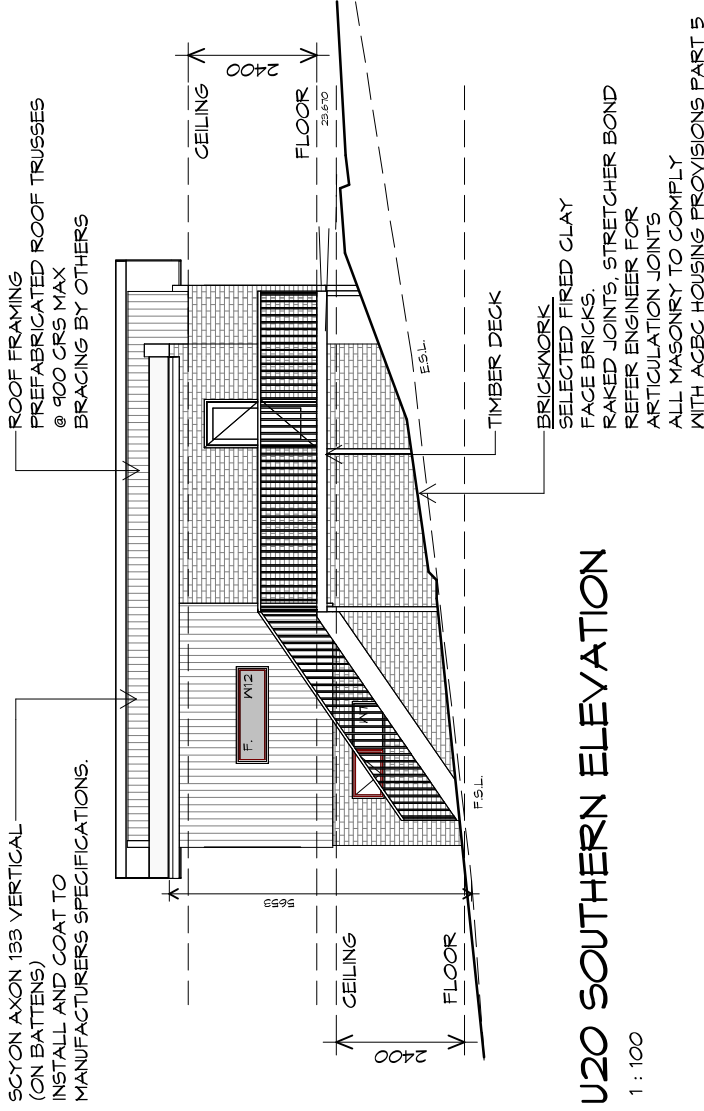 SCYON AXON 133 VERTICAL
(ON BATTENS)
INSTALL AND COAT TO
MANUFACTURERS SPECIFICATIONS.
ROOF FRAMING
PREFABRICATED ROOF TRUSSES
@ 900 CRS MAX
BRACING BY OTHERS
CEILING
2400
FLOOR
23.670
5653
F. W12
CEILING
2400
FLOOR
F.S.L.
E.S.L.
TIMBER DECK
BRICKWORK
SELECTED FIRED CLAY
FACE BRICKS.
RAKED JOINTS, STRETCHER BOND
REFER ENGINEER FOR
ARTICULATION JOINTS
ALL MASONRY TO COMPLY
WITH ACBC HOUSING PROVISIONS PART 5
U20 SOUTHERN ELEVATION
1 : 100